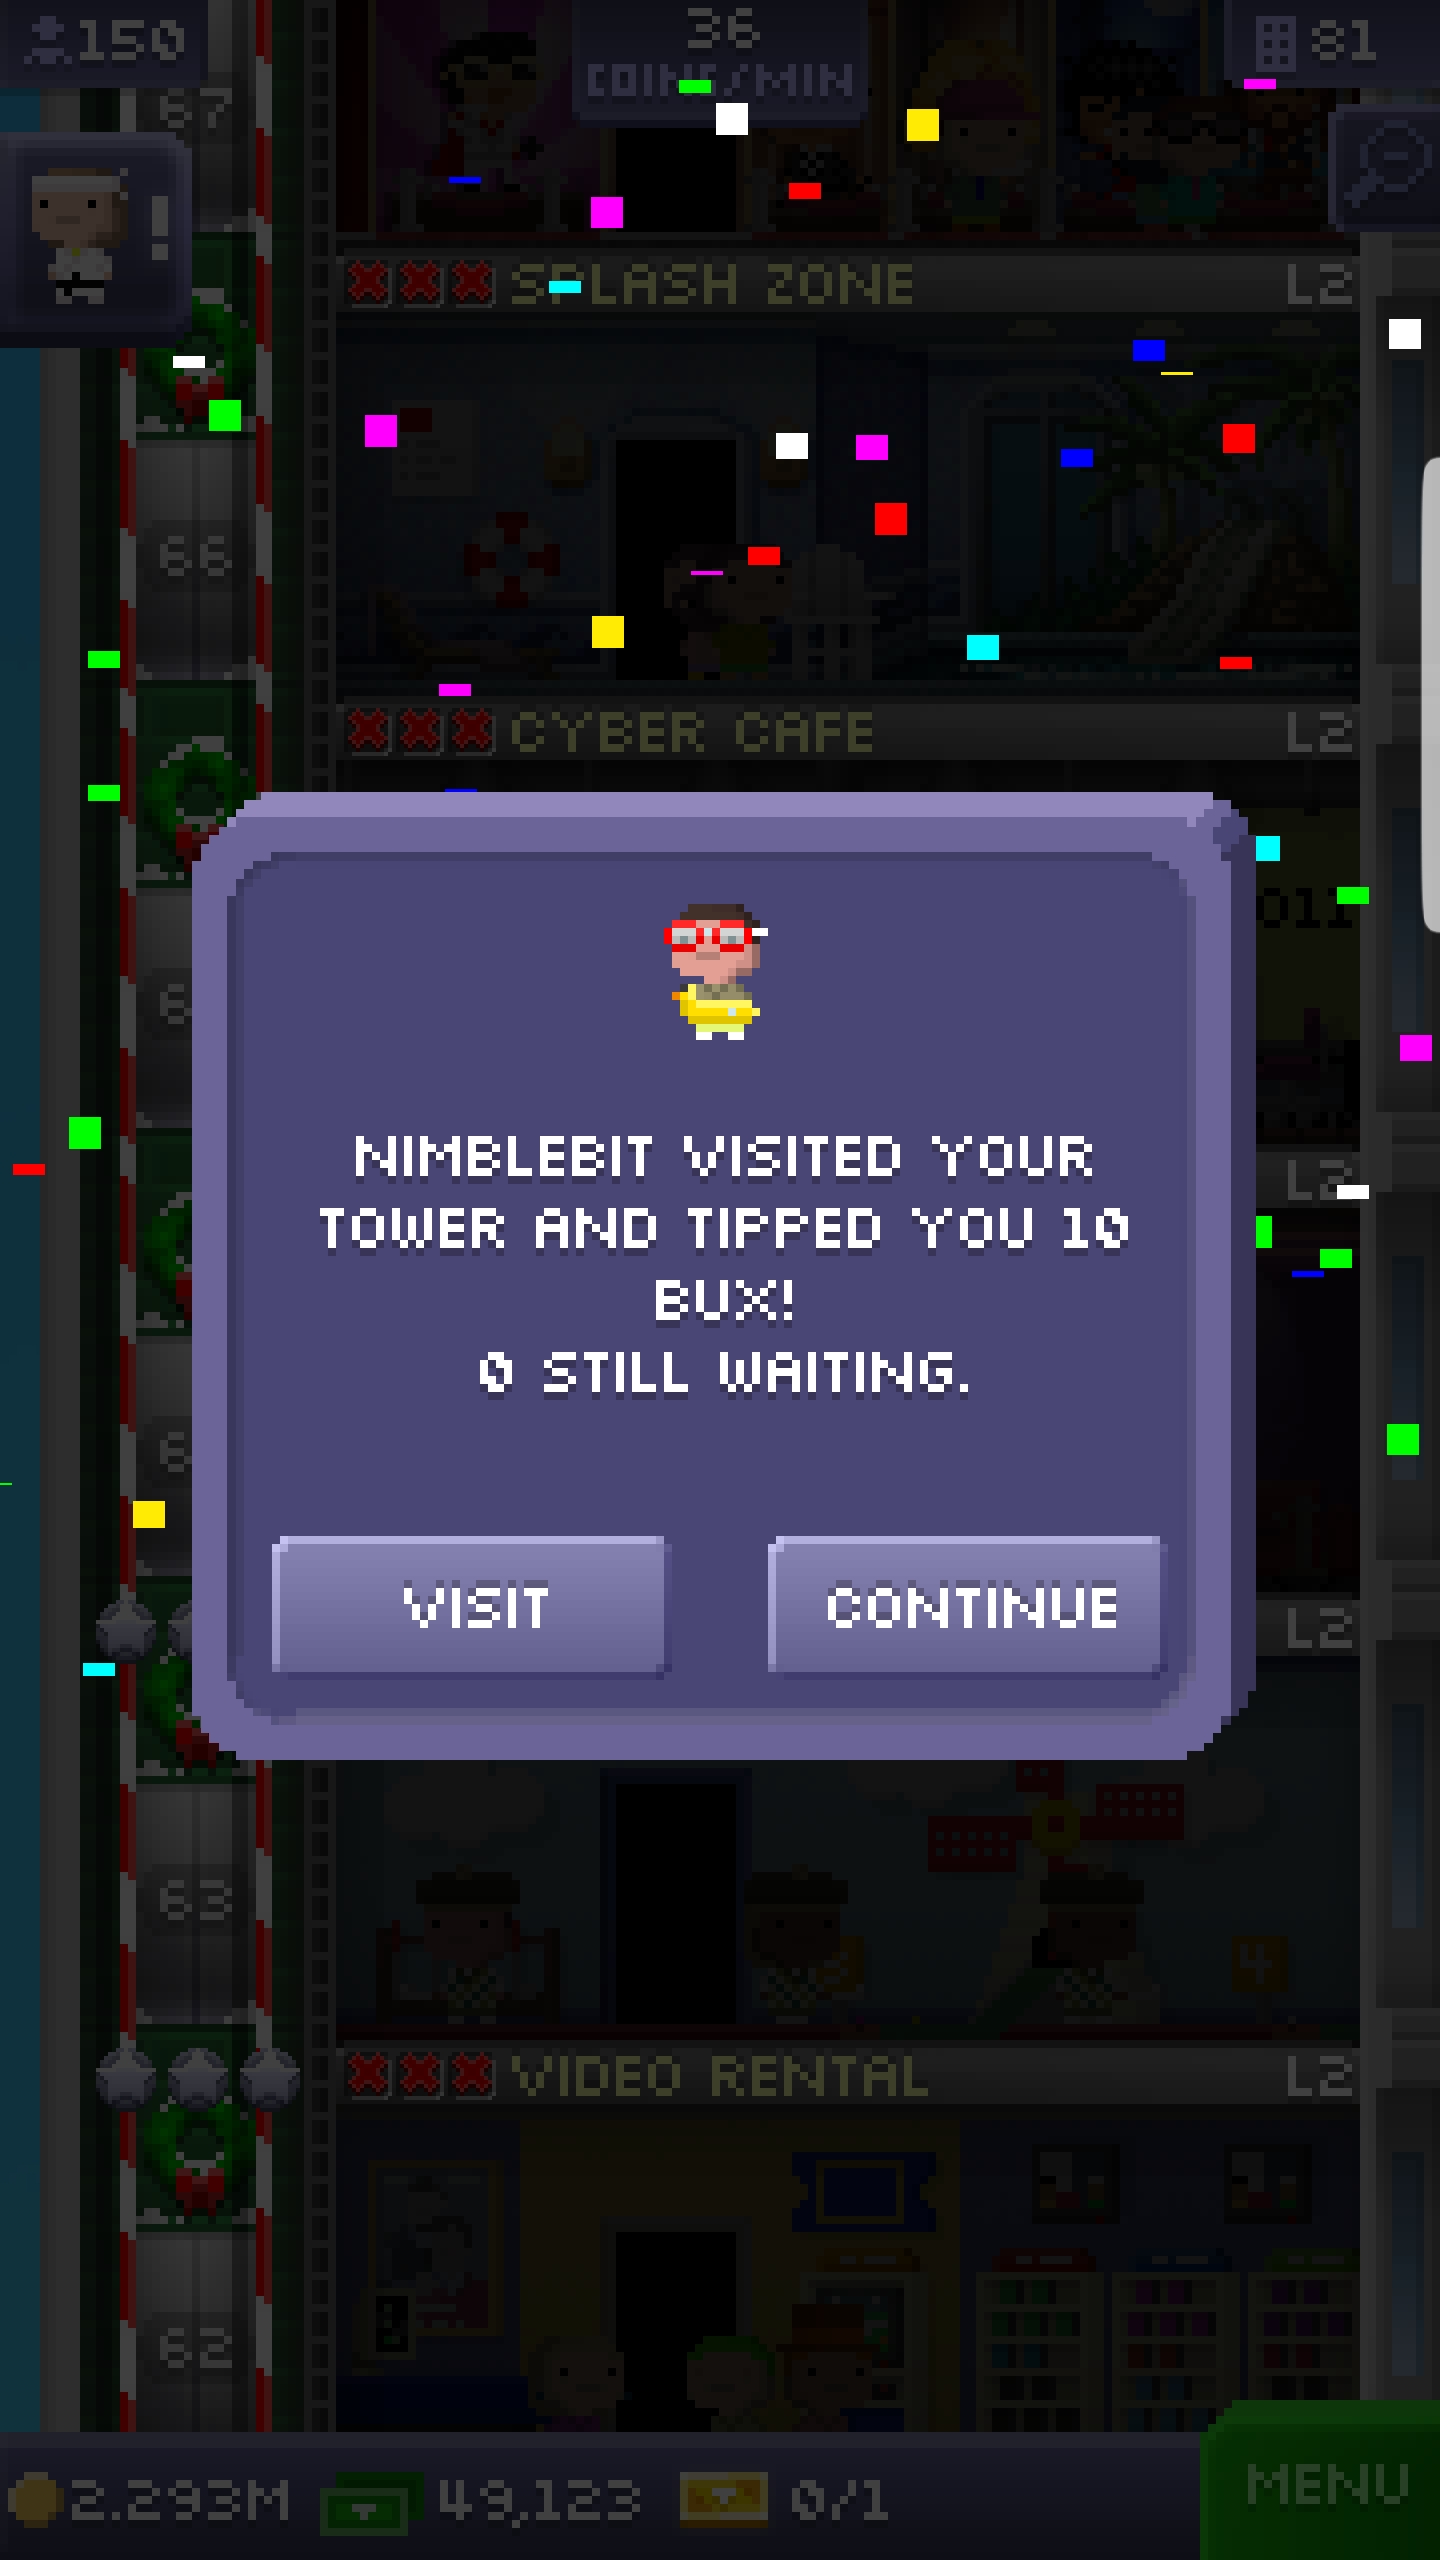 150
36
COINS/MIN
81
67
!
SPLASH ZONE L2
66
CYBER CAFE L2
NIMBLEBIT VISITED YOUR
TOWER AND TIPPED YOU 10
BUX!
0 STILL WAITING.
L2
VISIT
CONTINUE
L2
63
4
VIDEO RENTAL L2
62
2.293M
49,123
0/1
MENU